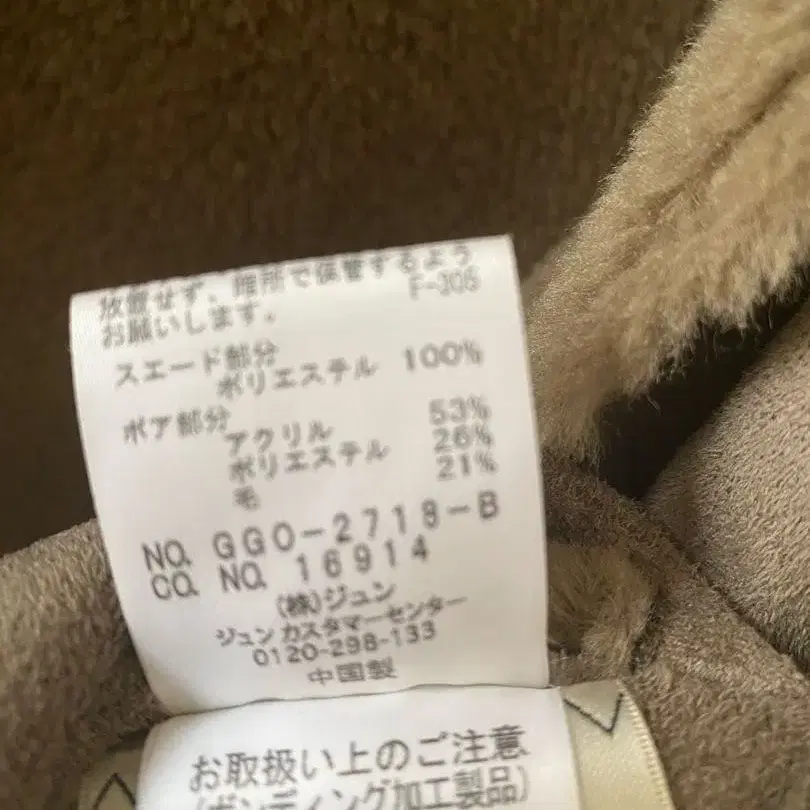 放置せず、暗所で保管するよう
お願いします。 F-305
スエード部分
ポリエステル 100%
ボア部分
アクリル 53%
ポリエステル 26%
毛 21%
NO. GGO-2718-B
CO. NO. 16914
(株)ジュン
ジュンカスタマーセンター
0120-298-133
中国製
お取扱い上のご注意
(ボンディング加工製品)